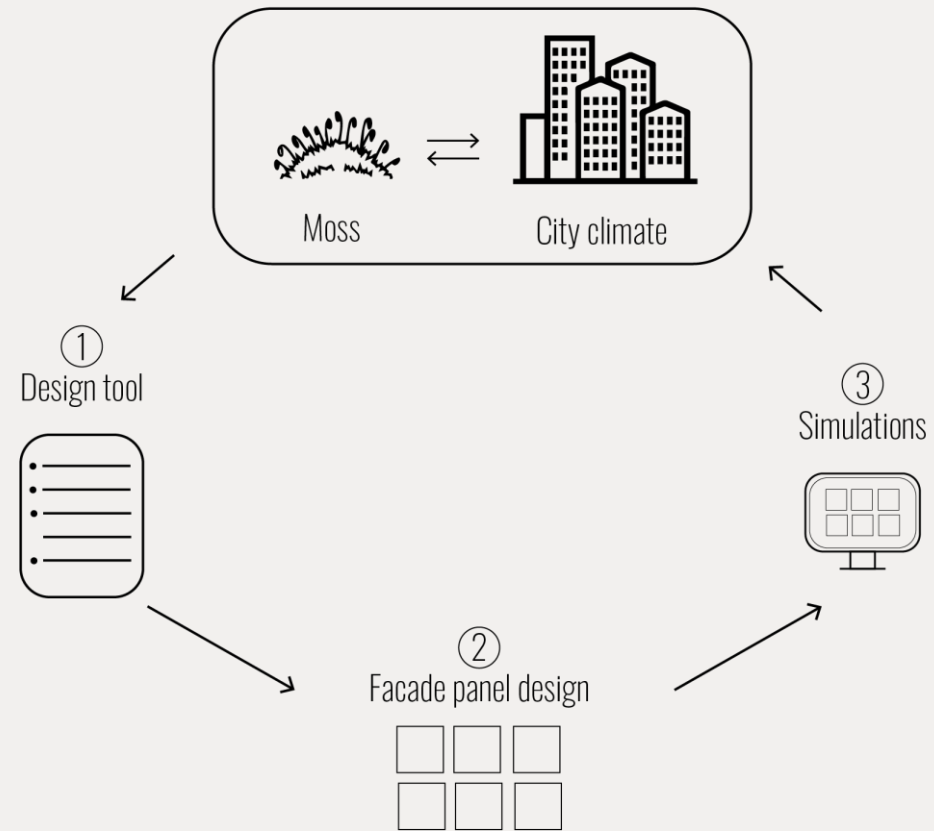 Moss
City climate
1
Design tool
3
Simulations
2
Facade panel design